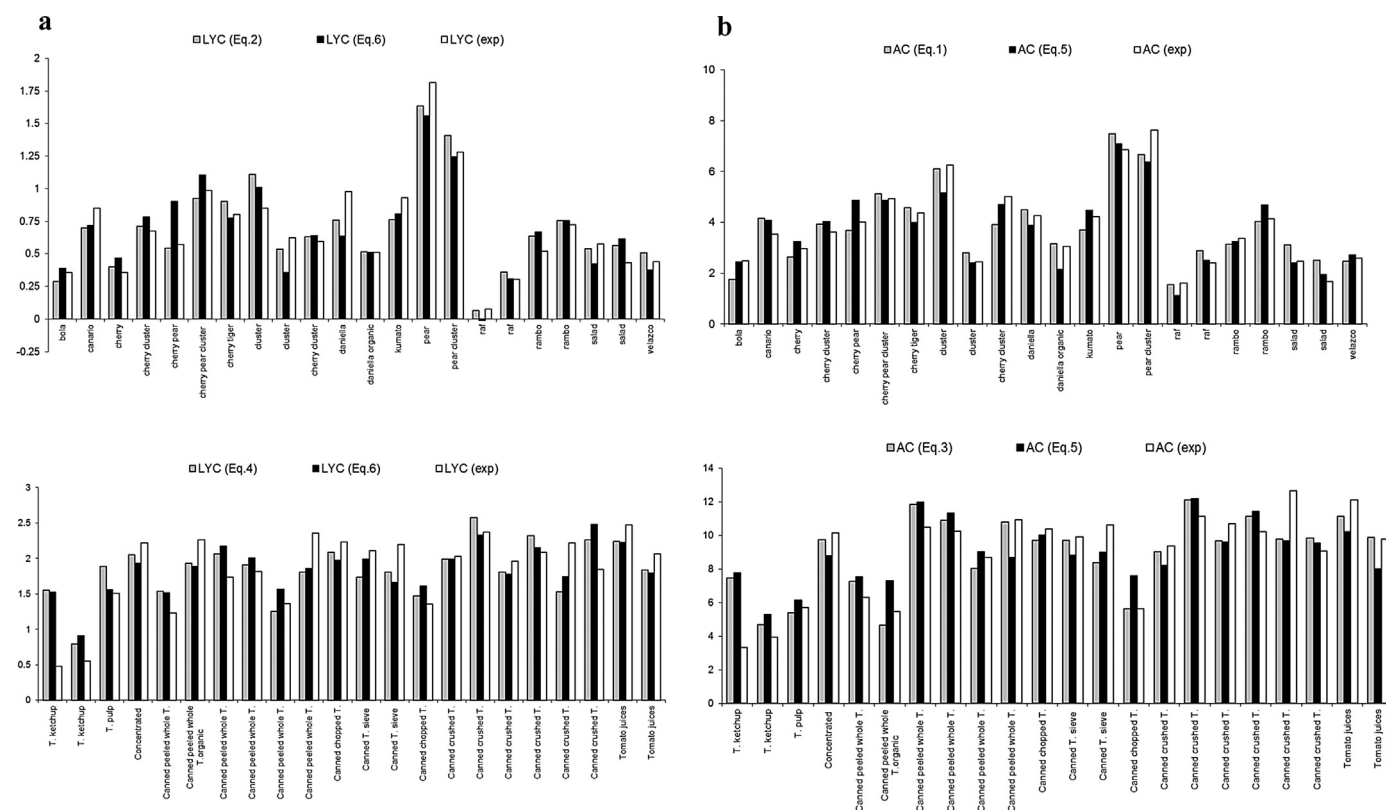 a
LYC (Eq.2) LYC (Eq.6) LYC (exp)
2
1.75
1.5
1.25
1
0.75
0.5
0.25
0
-0.25
bola
canario
cherry
cherry cluster
cherry pear
cherry pear cluster
cherry tiger
cluster
cluster
cherry cluster
daniella
daniella organic
kumato
pear
pear cluster
raf
raf
rambo
rambo
salad
salad
velazco
b
AC (Eq.1) AC (Eq.5) AC (exp)
10
8
6
4
2
0
bola
canario
cherry
cherry cluster
cherry pear
cherry pear cluster
cherry tiger
cluster
cluster
cherry cluster
daniella
daniella organic
kumato
pear
pear cluster
raf
raf
rambo
rambo
salad
salad
velazco
LYC (Eq.4) LYC (Eq.6) LYC (exp)
3
2.5
2
1.5
1
0.5
0
T. ketchup
T. ketchup
T. pulp
Concentrated
Canned peeled whole T.
Canned peeled whole
T. organic
Canned peeled whole T.
Canned peeled whole T.
Canned peeled whole T.
Canned peeled whole T.
Canned chopped T.
Canned T. sieve
Canned T. sieve
Canned chopped T.
Canned crushed T.
Canned crushed T.
Canned crushed T.
Canned crushed T.
Canned crushed T.
Canned crushed T.
Tomato juices
Tomato juices
AC (Eq.3) AC (Eq.5) AC (exp)
14
12
10
8
6
4
2
0
T. ketchup
T. ketchup
T. pulp
Concentrated
Canned peeled whole T.
Canned peeled whole
T.organic
Canned peeled whole T.
Canned peeled whole T.
Canned peeled whole T.
Canned peeled whole T.
Canned chopped T.
Canned T. sieve
Canned T. sieve
Canned chopped T.
Canned crushed T.
Canned crushed T.
Canned crushed T.
Canned crushed T.
Canned crushed T.
Canned crushed T.
Tomato juices
Tomato juices